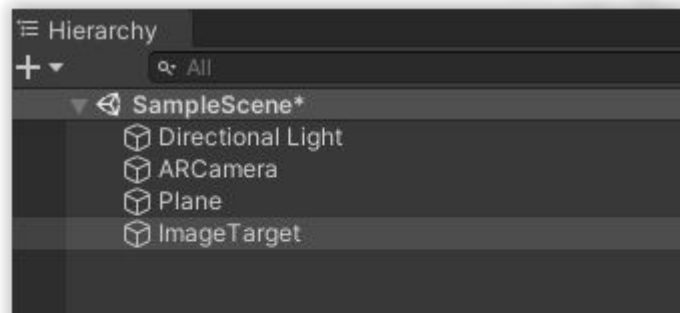 Hierarchy
All
SampleScene*
Directional Light
ARCamera
Plane
ImageTarget